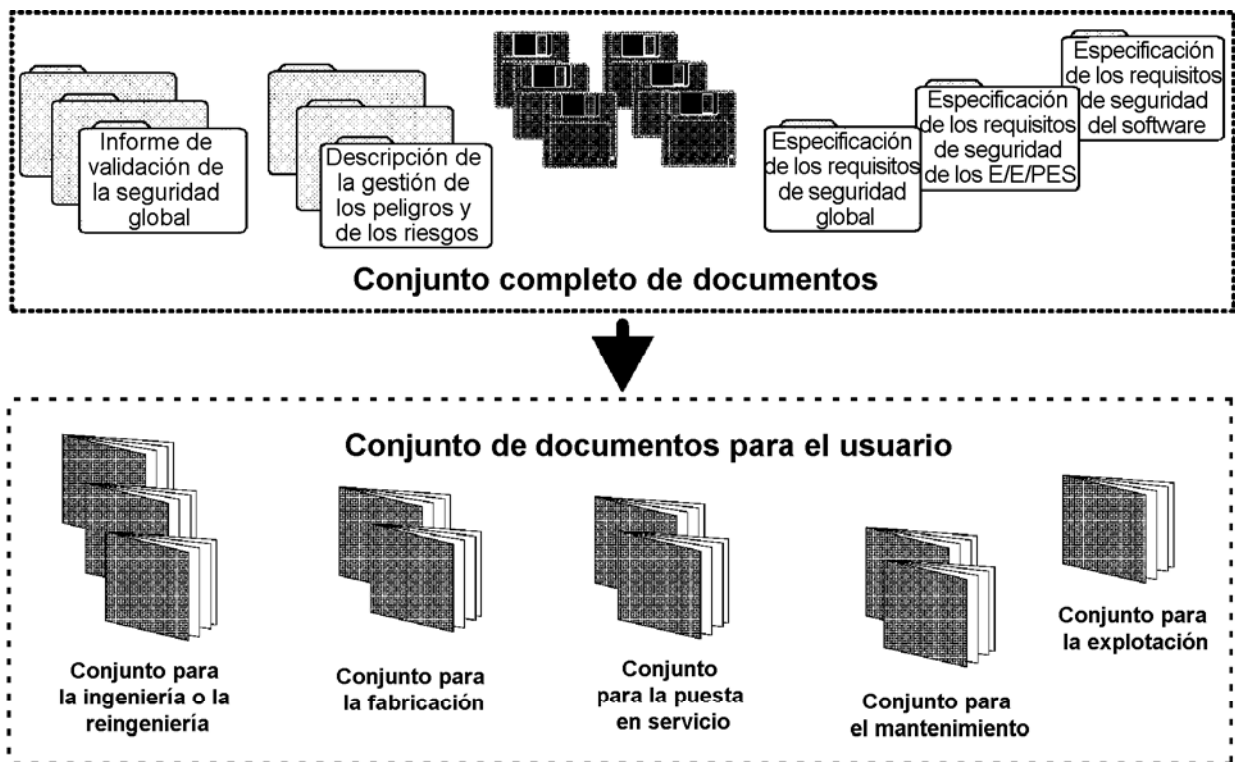 Informe de
validación de
la seguridad
global
Descripción de
la gestión de
los peligros y
de los riesgos
Especificación
de los requisitos
de seguridad
global
Especificación
de los requisitos
de seguridad
de los E/E/PES
Especificación
de los requisitos
de seguridad
del software
Conjunto completo de documentos
Conjunto de documentos para el usuario
Conjunto para
la ingeniería o la
reingeniería
Conjunto para
la fabricación
Conjunto
para la puesta
en servicio
Conjunto para
el mantenimiento
Conjunto para
la explotación